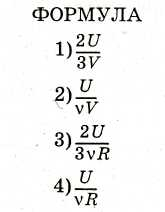 ФОРМУЛА
1) 2U/3V
2) U/νV
3) 2U/3νR
4) U/νR